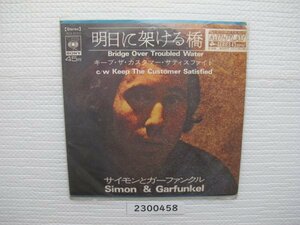 Stereo
明日に架ける橋
Bridge Over Troubled Water
キープ・ザ・カスタマー・サティスファイド
c/w Keep The Customer Satisfied
CBS
SONY
45
サイモンとガーファンクル
Simon & Garfunkel
2300458